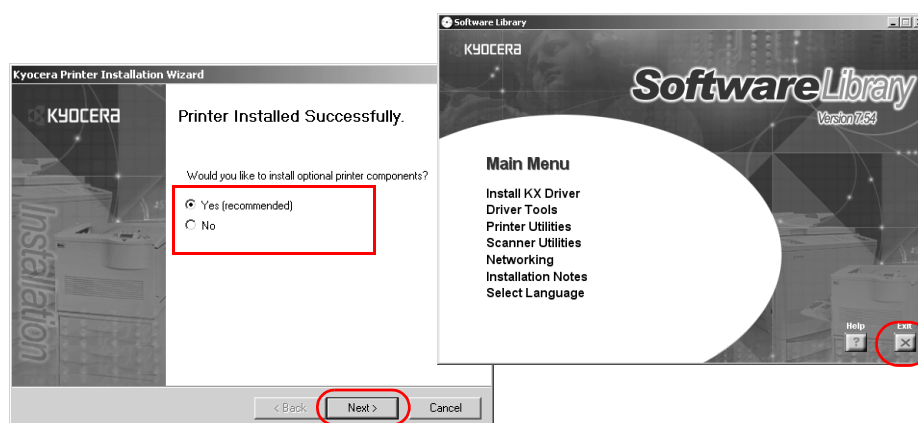 Kyocera Printer Installation Wizard
KYOCERA
Installation
Printer Installed Successfully.
Would you like to install optional printer components?
Yes (recommended)
No
< Back
Next >
Cancel
Software Library
KYOCERA
Software Library
Version 7.54
Main Menu
Install KX Driver
Driver Tools
Printer Utilities
Scanner Utilities
Networking
Installation Notes
Select Language
Help
Exit
?